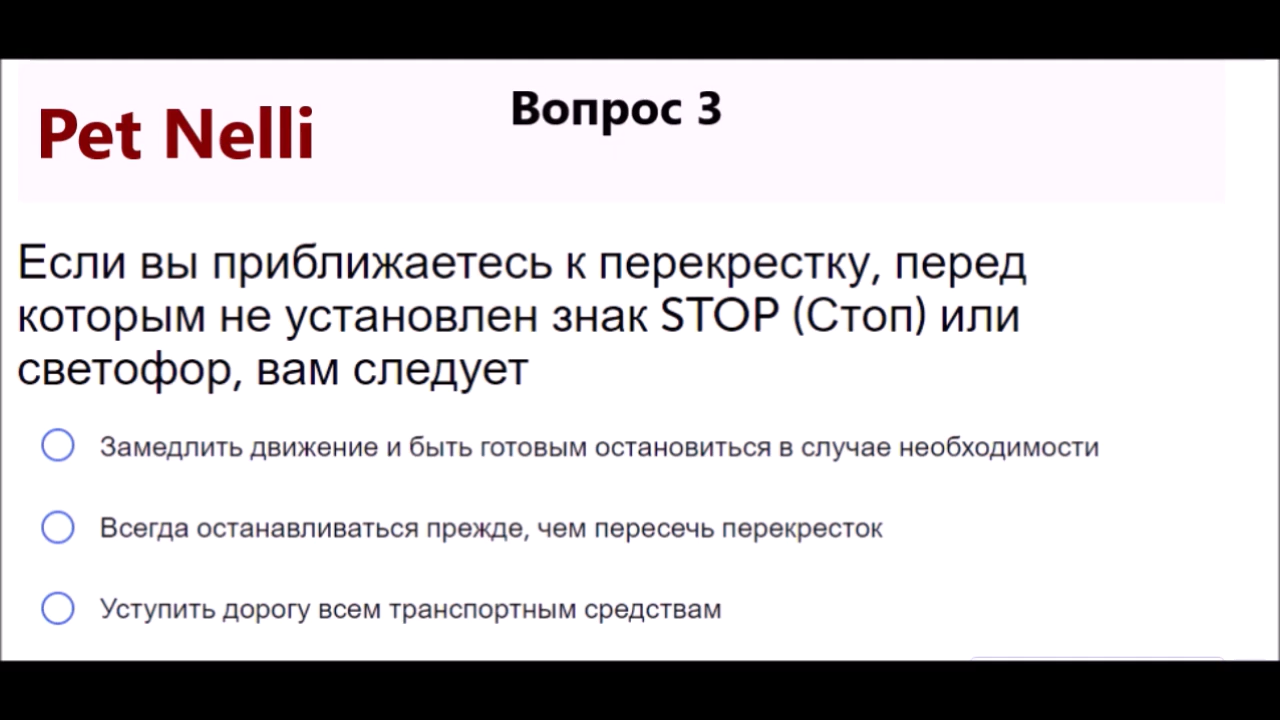 Pet Nelli
Вопрос 3
Если вы приближаетесь к перекрестку, перед
которым не установлен знак STOP (Стоп) или
светофор, вам следует
Замедлить движение и быть готовым остановиться в случае необходимости
Всегда останавливаться прежде, чем пересечь перекресток
Уступить дорогу всем транспортным средствам